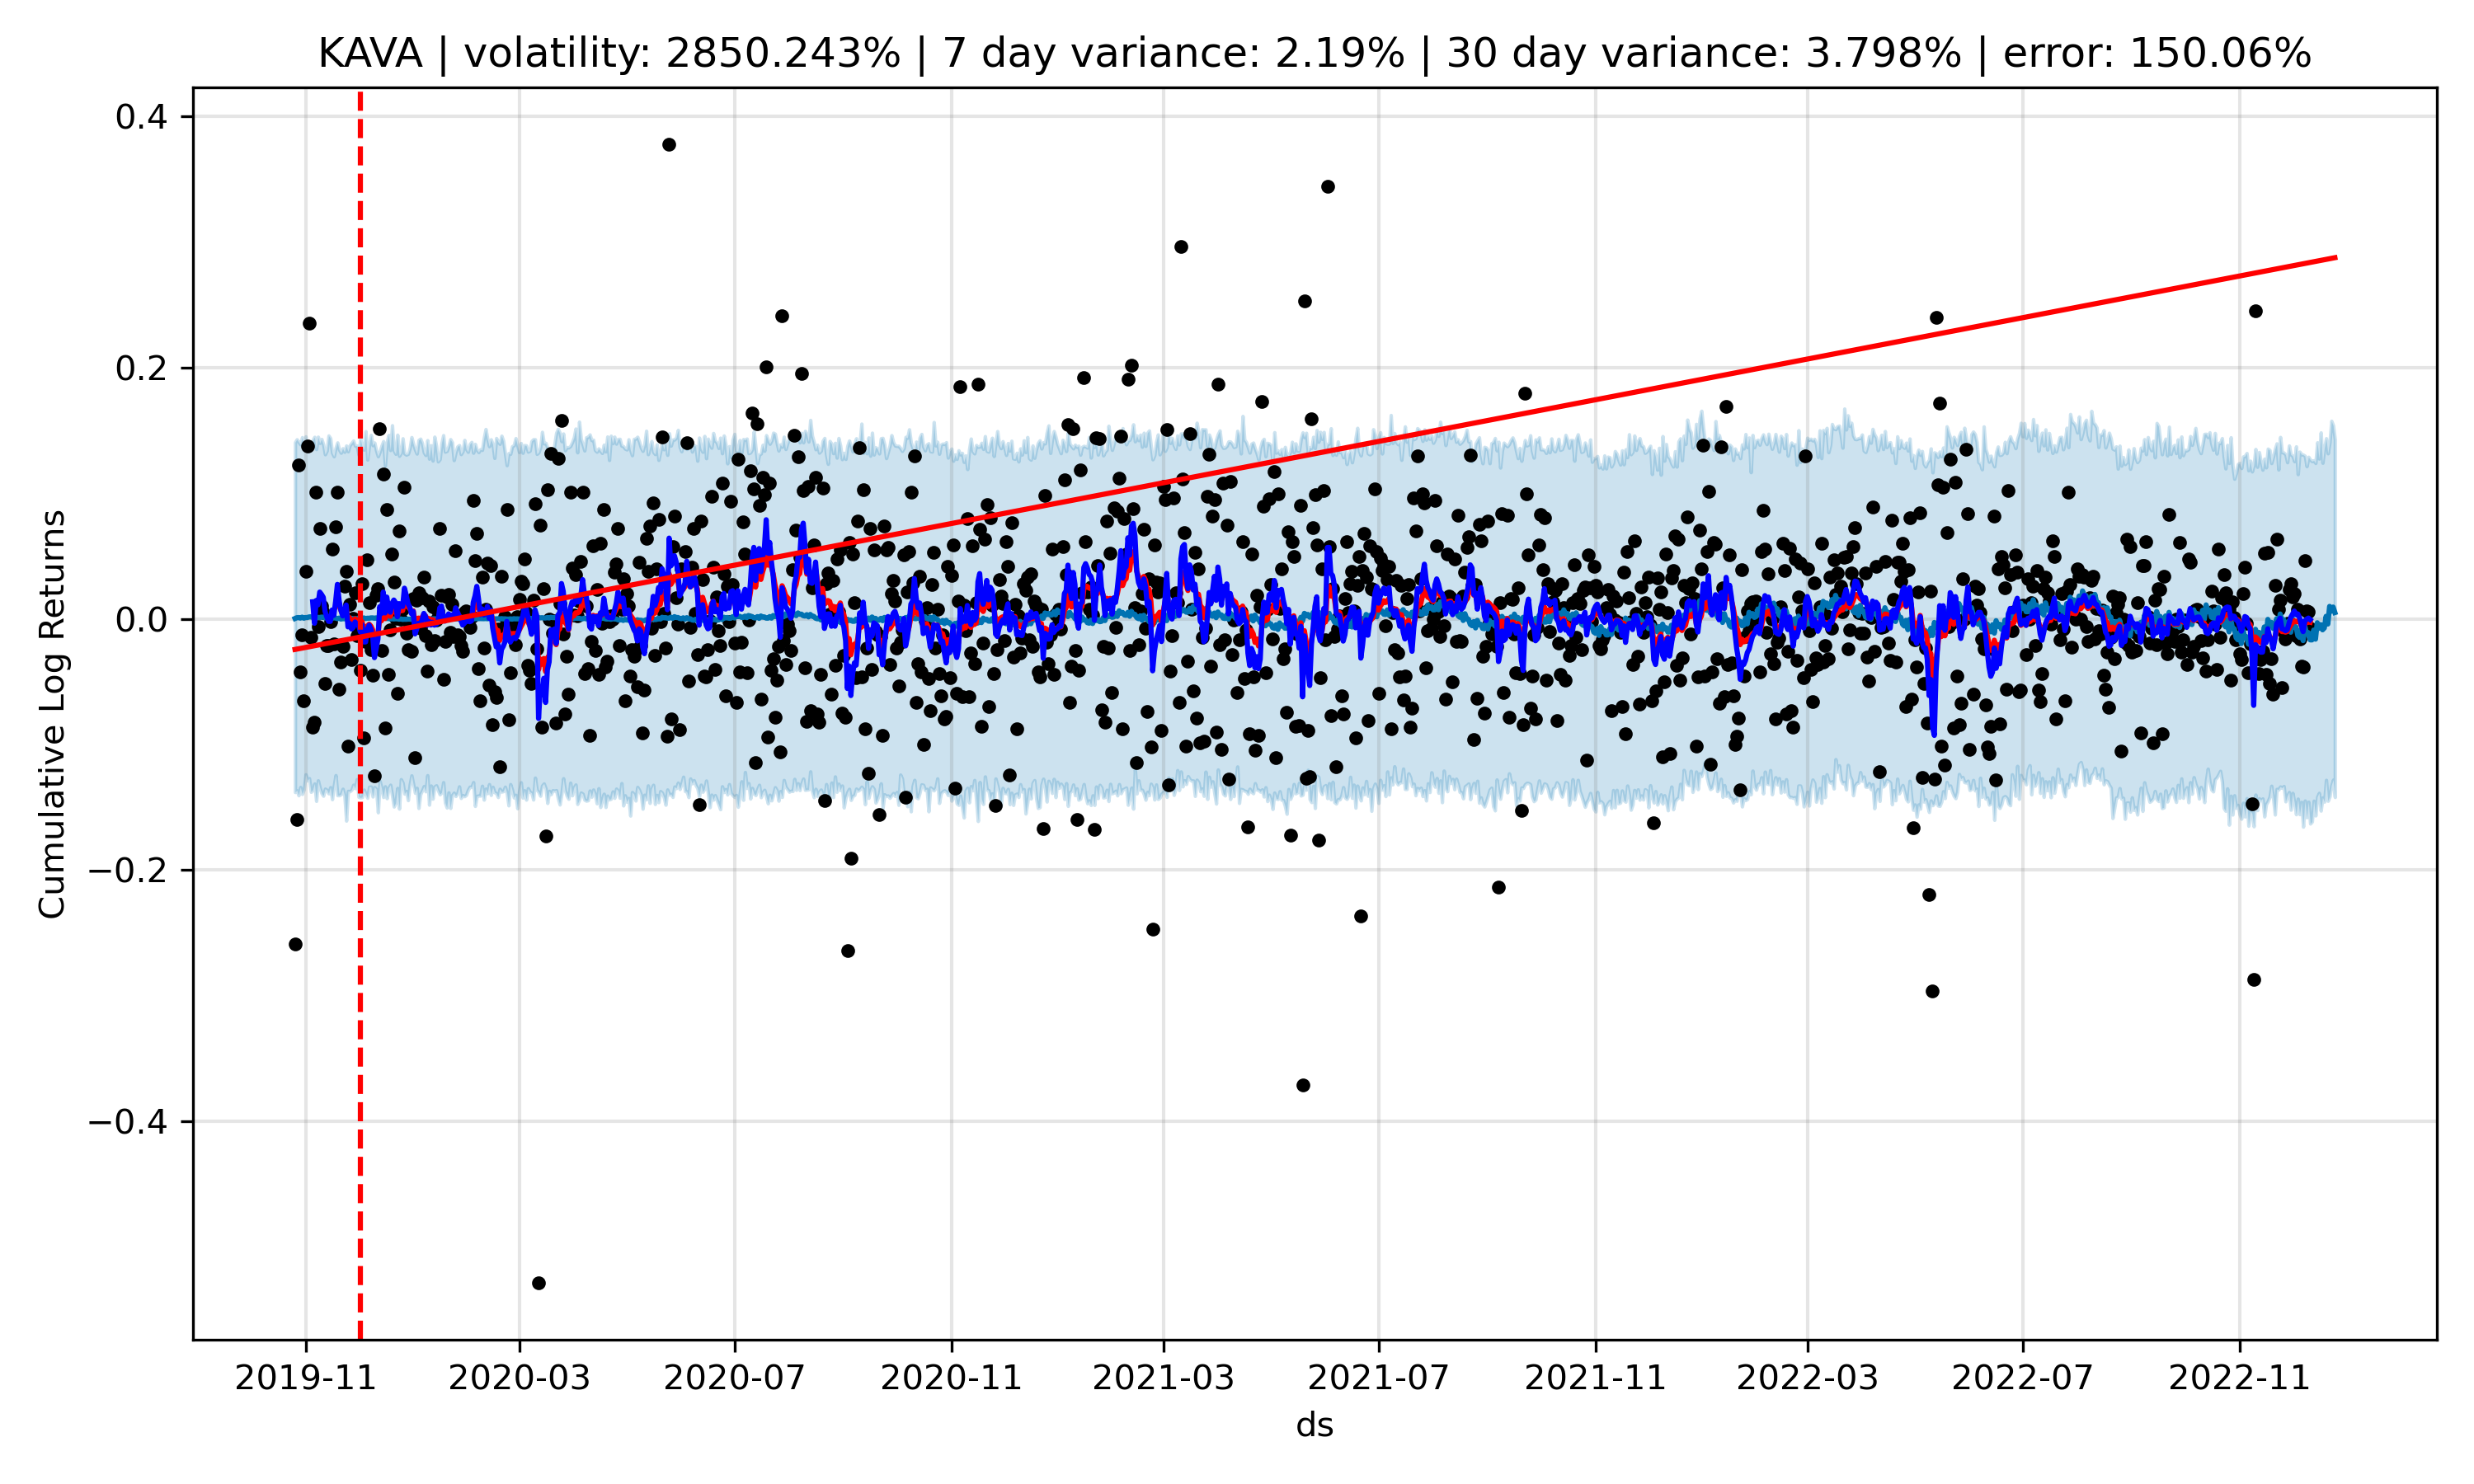 KAVA | volatility: 2850.243% | 7 day variance: 2.19% | 30 day variance: 3.798% | error: 150.06%
Cumulative Log Returns
0.4
0.2
0.0
−0.2
−0.4
2019-11 2020-03 2020-07 2020-11 2021-03 2021-07 2021-11 2022-03 2022-07 2022-11
ds